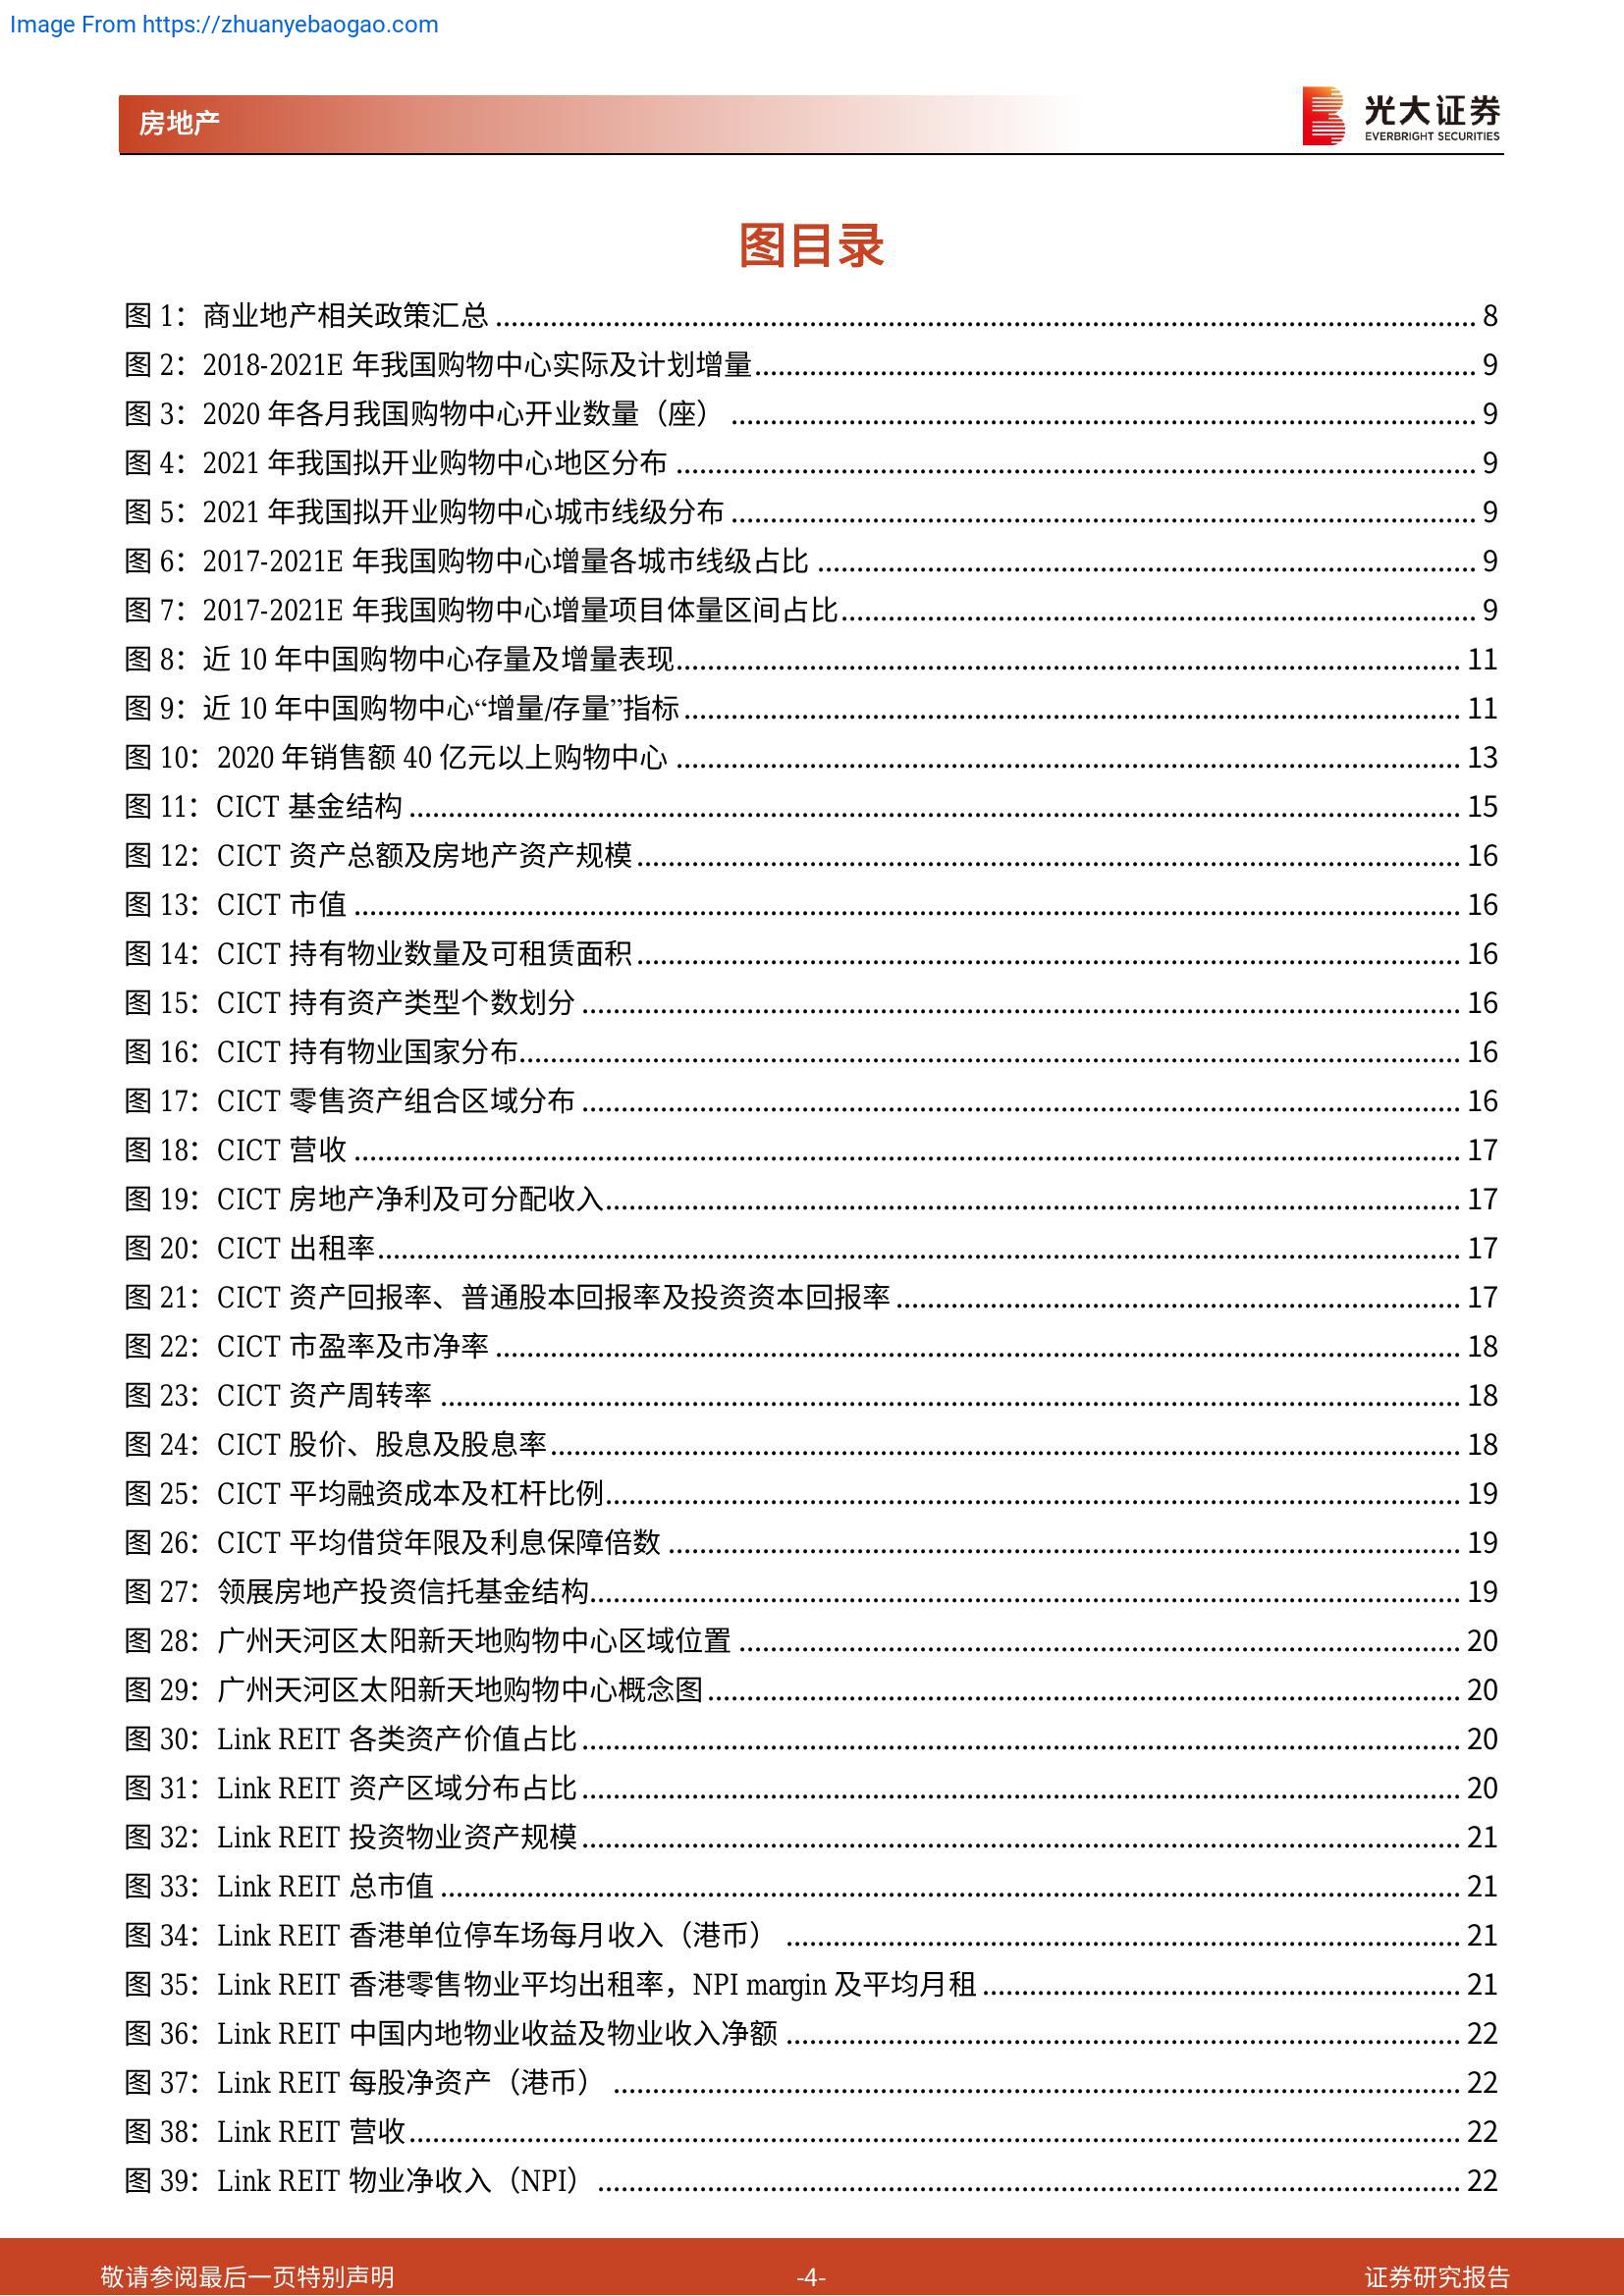 Image From https://zhuanyebaogao.com
房地产
光大证券
EVERBRIGHT SECURITIES
图目录
图 1：商业地产相关政策汇总 8
图 2：2018-2021E 年我国购物中心实际及计划增量 9
图 3：2020 年各月我国购物中心开业数量（座） 9
图 4：2021 年我国拟开业购物中心地区分布 9
图 5：2021 年我国拟开业购物中心城市线级分布 9
图 6：2017-2021E 年我国购物中心增量各城市线级占比 9
图 7：2017-2021E 年我国购物中心增量项目体量区间占比 9
图 8：近 10 年中国购物中心存量及增量表现 11
图 9：近 10 年中国购物中心“增量/存量”指标 11
图 10：2020 年销售额 40 亿元以上购物中心 13
图 11：CICT 基金结构 15
图 12：CICT 资产总额及房地产资产规模 16
图 13：CICT 市值 16
图 14：CICT 持有物业数量及可租赁面积 16
图 15：CICT 持有资产类型个数划分 16
图 16：CICT 持有物业国家分布 16
图 17：CICT 零售资产组合区域分布 16
图 18：CICT 营收 17
图 19：CICT 房地产净利及可分配收入 17
图 20：CICT 出租率 17
图 21：CICT 资产回报率、普通股本回报率及投资资本回报率 17
图 22：CICT 市盈率及市净率 18
图 23：CICT 资产周转率 18
图 24：CICT 股价、股息及股息率 18
图 25：CICT 平均融资成本及杠杆比例 19
图 26：CICT 平均借贷年限及利息保障倍数 19
图 27：领展房地产投资信托基金结构 19
图 28：广州天河区太阳新天地购物中心区域位置 20
图 29：广州天河区太阳新天地购物中心概念图 20
图 30：Link REIT 各类资产价值占比 20
图 31：Link REIT 资产区域分布占比 20
图 32：Link REIT 投资物业资产规模 21
图 33：Link REIT 总市值 21
图 34：Link REIT 香港单位停车场每月收入（港币） 21
图 35：Link REIT 香港零售物业平均出租率，NPI margin 及平均月租 21
图 36：Link REIT 中国内地物业收益及物业收入净额 22
图 37：Link REIT 每股净资产（港币） 22
图 38：Link REIT 营收 22
图 39：Link REIT 物业净收入（NPI） 22
敬请参阅最后一页特别声明
-4-
证券研究报告